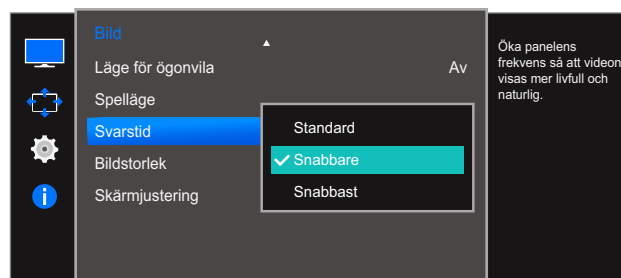 Bild
Läge för ögonvila Av
Spelläge
Svarstid
Bildstorlek
Skärmjustering
Standard
Snabbare
Snabbast
Öka panelens
frekvens så att videon
visas mer livfull och
naturlig.